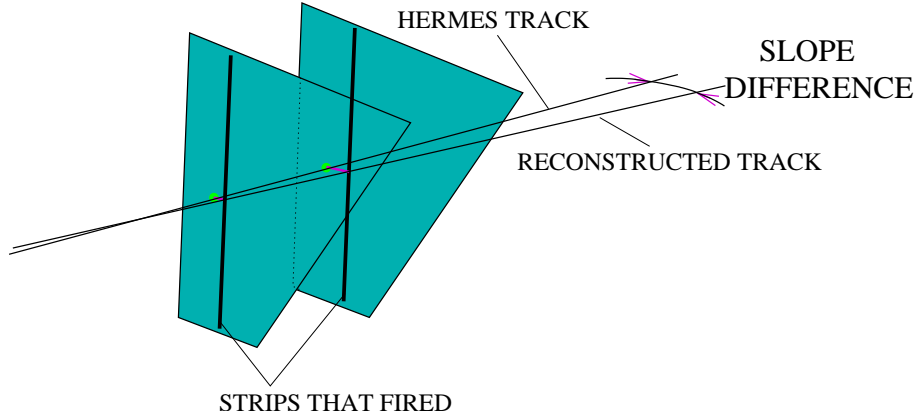 HERMES TRACK
SLOPE
DIFFERENCE
RECONSTRUCTED TRACK
STRIPS THAT FIRED